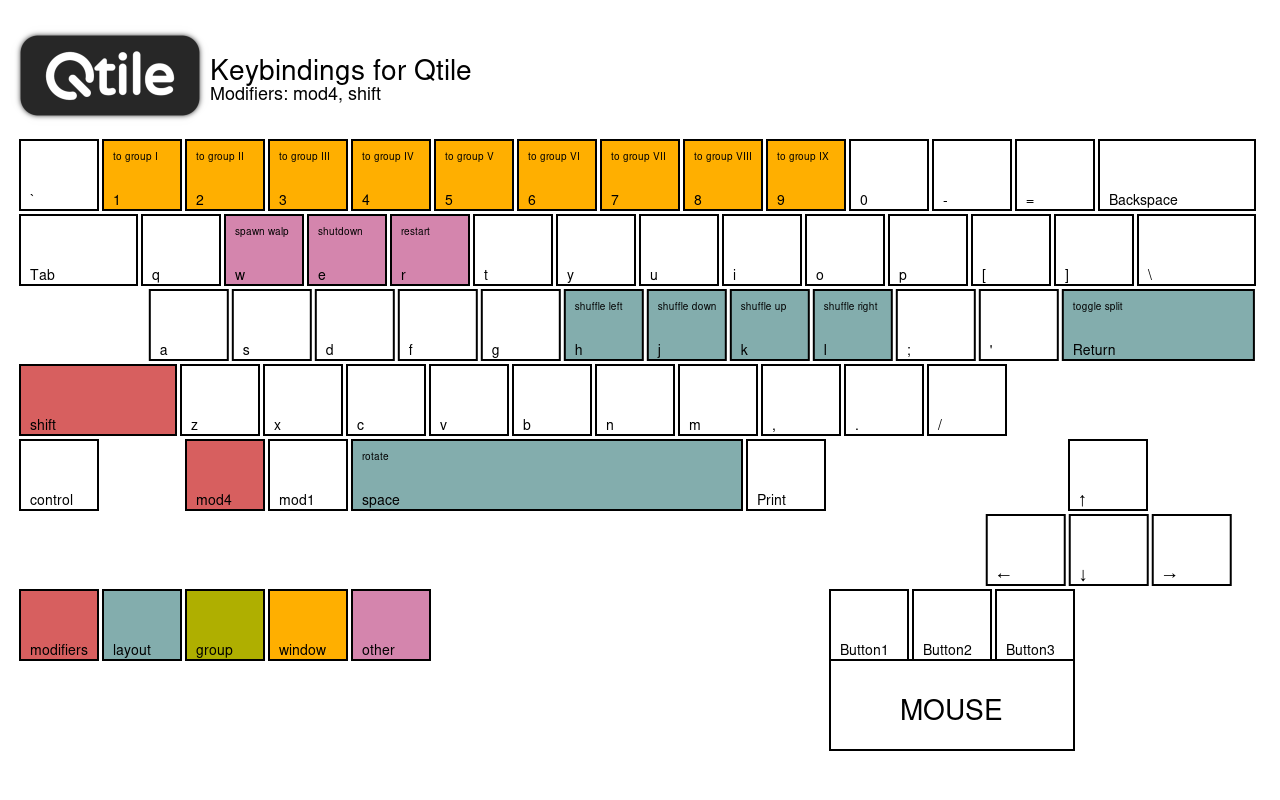 Qtile
Keybindings for Qtile
Modifiers: mod4, shift
to group I to group II to group III to group IV to group V to group VI to group VII to group VIII to group IX
` 1 2 3 4 5 6 7 8 9 0 - = Backspace
spawn walp shutdown restart
Tab q w e r t y u i o p [ ] \
shuffle left shuffle down shuffle up shuffle right toggle split
a s d f g h j k l ; ' Return
shift z x c v b n m , . /
rotate
control mod4 mod1 space Print ↑
← ↓ →
modifiers layout group window other Button1 Button2 Button3
MOUSE